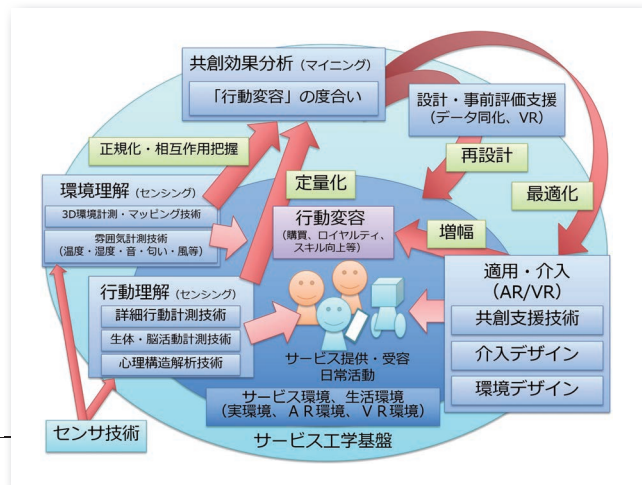 共創効果分析（マイニング）
「行動変容」の度合い
設計・事前評価支援
（データ同化、VR）
正規化・相互作用把握
再設計
環境理解（センシング）
3D環境計測・マッピング技術
雰囲気計測技術
（温度・湿度・音・匂い・風等）
定量化
最適化
行動変容
（購買、ロイヤルティ、
スキル向上等）
増幅
行動理解（センシング）
詳細行動計測技術
生体・脳活動計測技術
心理構造解析技術
適用・介入
（AR/VR）
共創支援技術
介入デザイン
環境デザイン
サービス提供・受容
日常活動
サービス環境、生活環境
（実環境、ＡＲ環境、ＶＲ環境）
センサ技術
サービス工学基盤